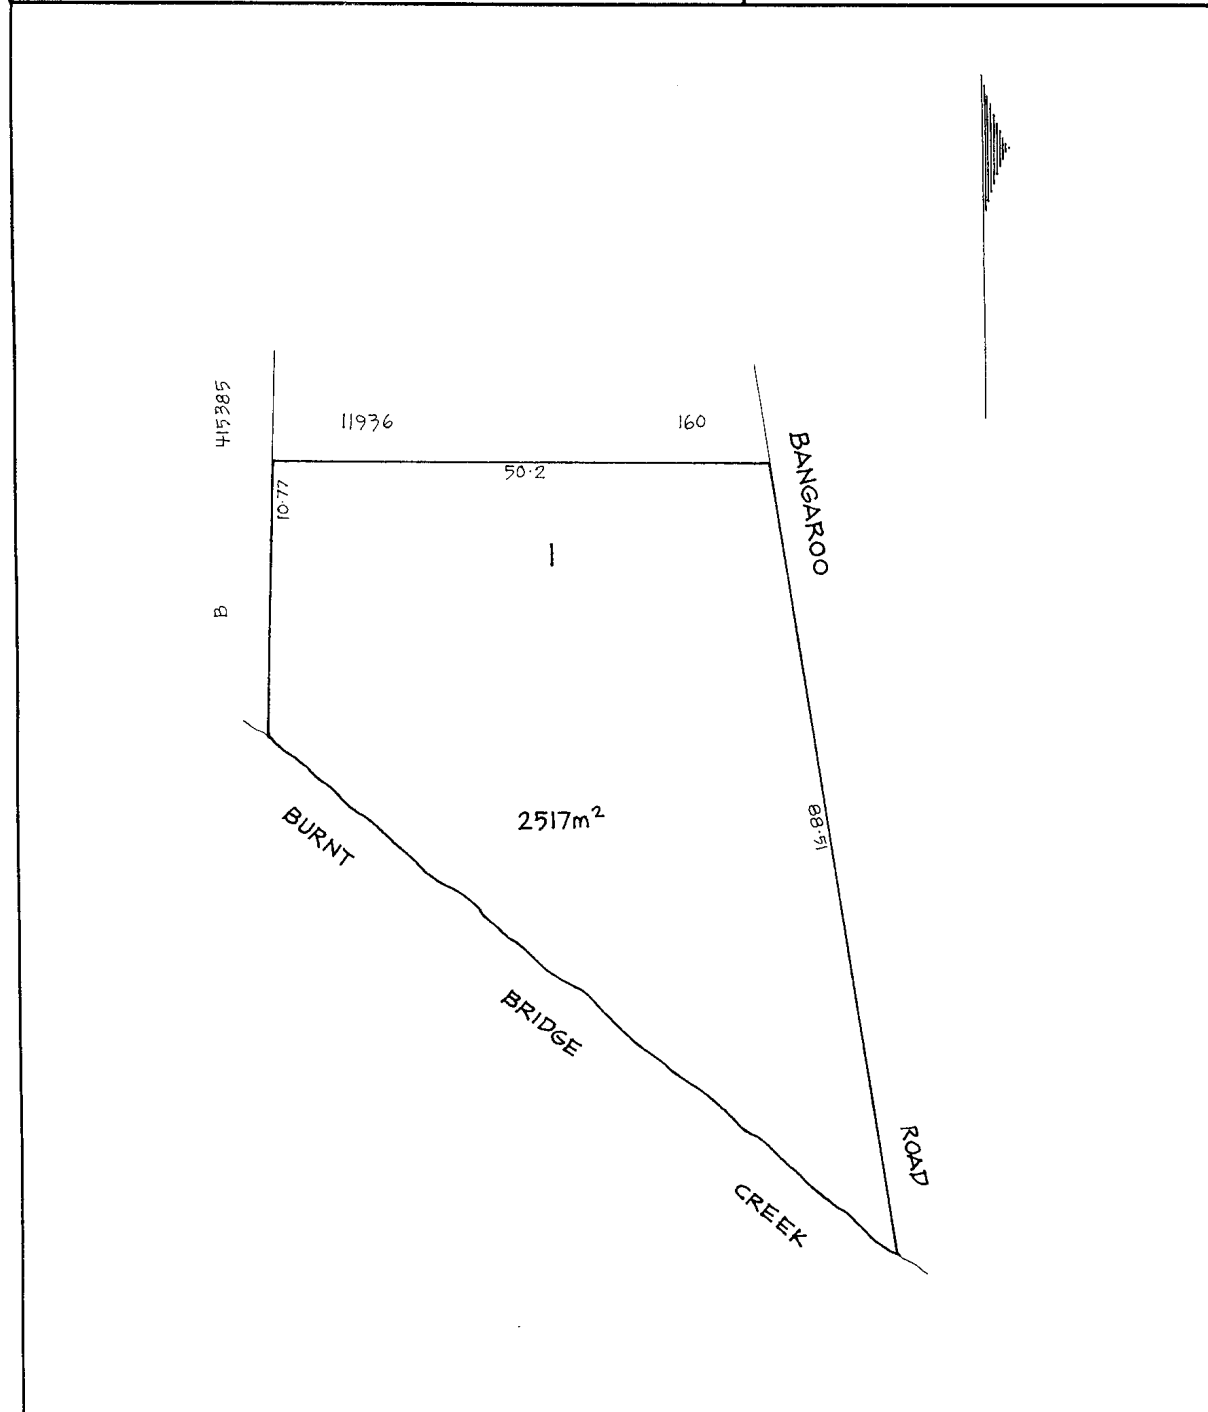 415385
11936
160
50·2
10·77
BANGAROO
1
B
2517m²
88·51
BURNT
BRIDGE
CREEK
ROAD